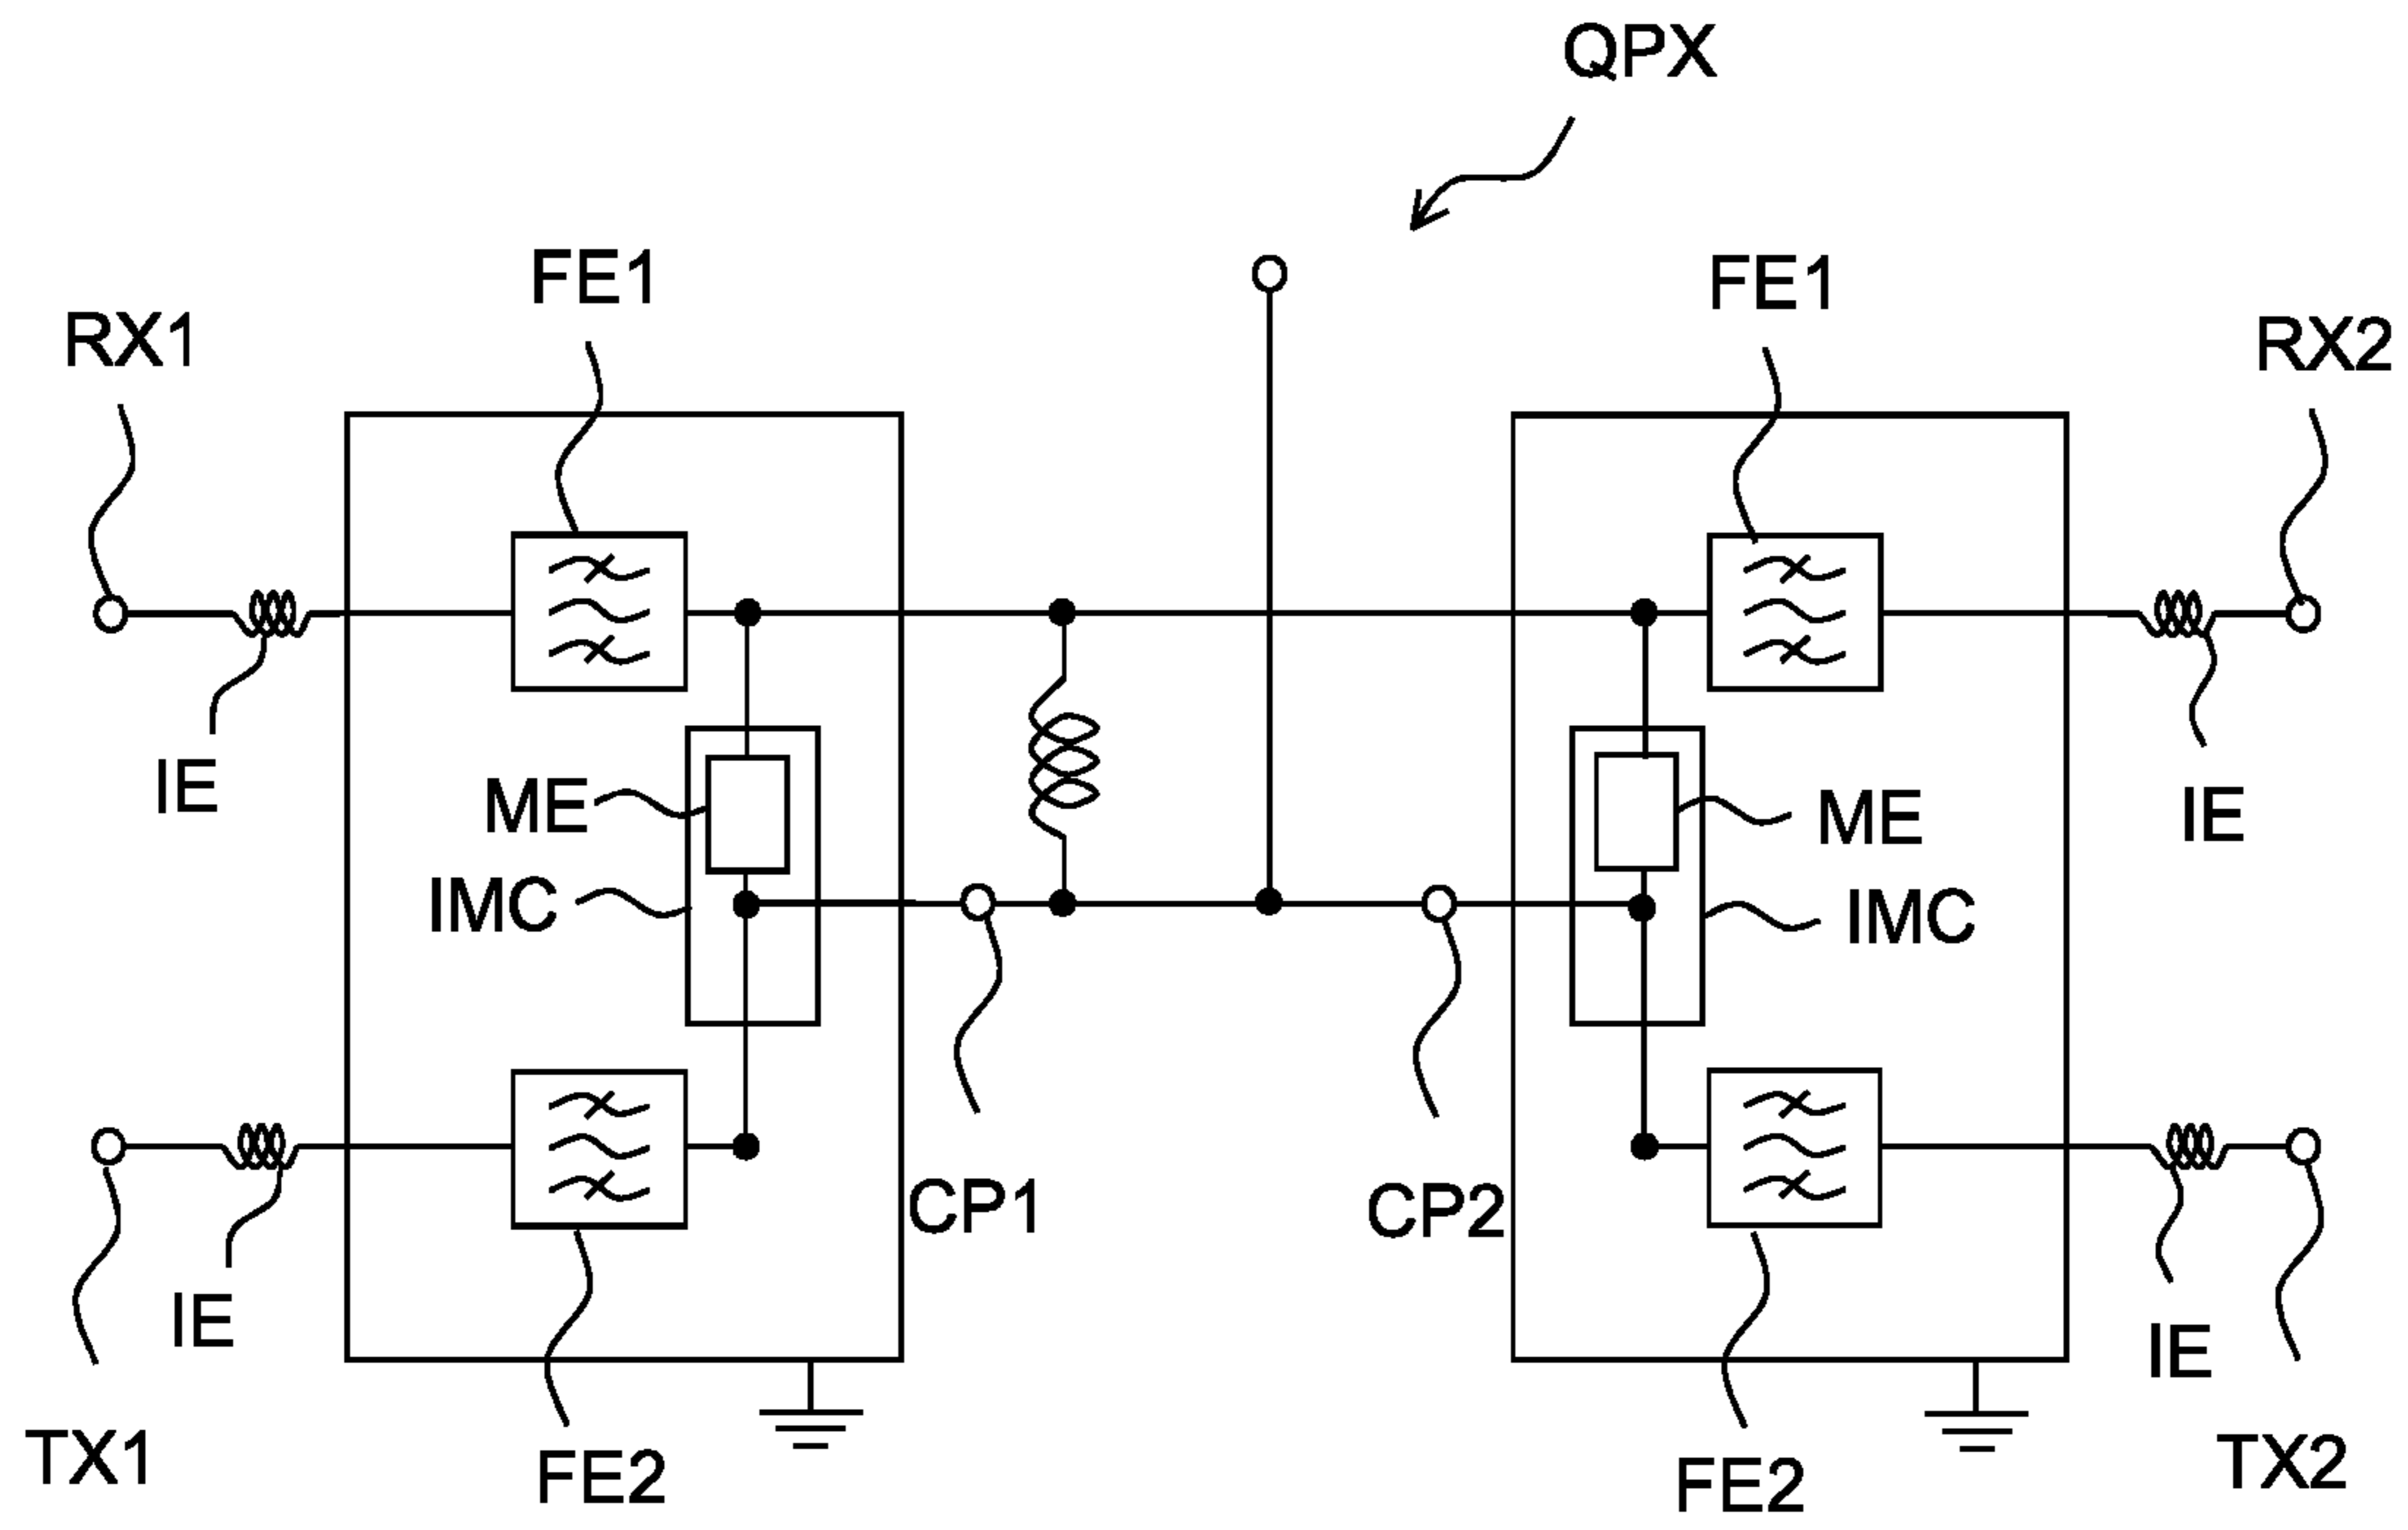 QPX
FE1
FE1
RX1
RX2
IE
ME
ME
IE
IMC
IMC
CP1
CP2
IE
IE
TX1
FE2
FE2
TX2